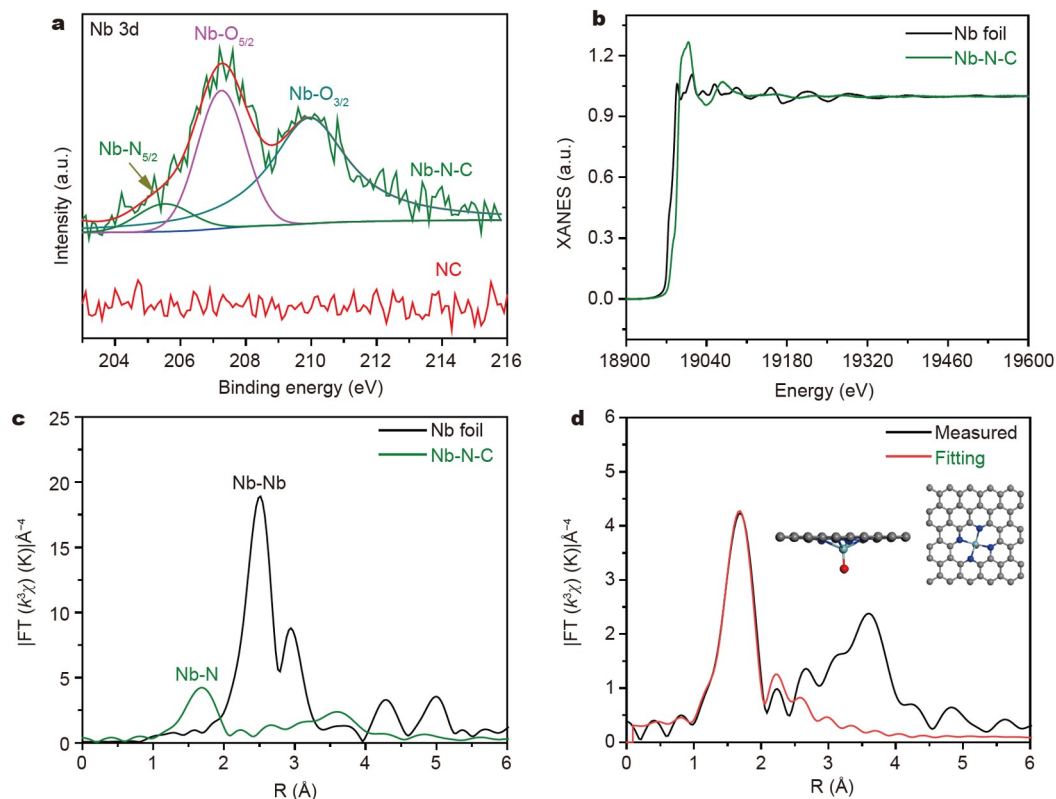 a
Nb 3d
Nb-O5/2
Nb-O3/2
Nb-N5/2
Nb-N-C
NC
Intensity (a.u.)
204 206 208 210 212 214 216
Binding energy (eV)
b
Nb foil
Nb-N-C
XANES (a.u.)
1.2
0.9
0.6
0.3
0.0
18900 19040 19180 19320 19460 19600
Energy (eV)
c
Nb foil
Nb-N-C
Nb-Nb
Nb-N
|FT (k³χ) (K)|Å⁻⁴
25
20
15
10
5
0
0 1 2 3 4 5 6
R (Å)
d
Measured
Fitting
|FT (k³χ) (K)|Å⁻⁴
6
5
4
3
2
1
0
0 1 2 3 4 5 6
R (Å)